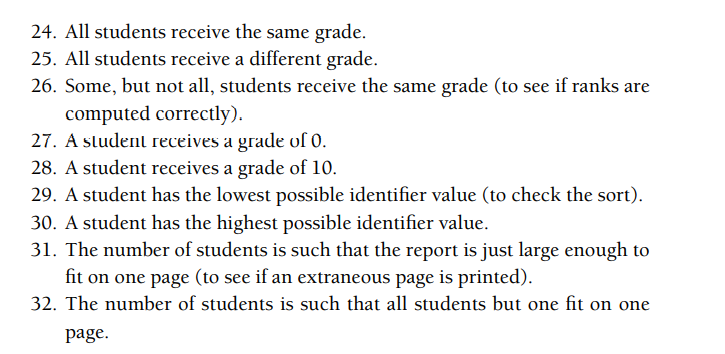 24. All students receive the same grade.
25. All students receive a different grade.
26. Some, but not all, students receive the same grade (to see if ranks are
computed correctly).
27. A student receives a grade of 0.
28. A student receives a grade of 10.
29. A student has the lowest possible identifier value (to check the sort).
30. A student has the highest possible identifier value.
31. The number of students is such that the report is just large enough to
fit on one page (to see if an extraneous page is printed).
32. The number of students is such that all students but one fit on one
page.